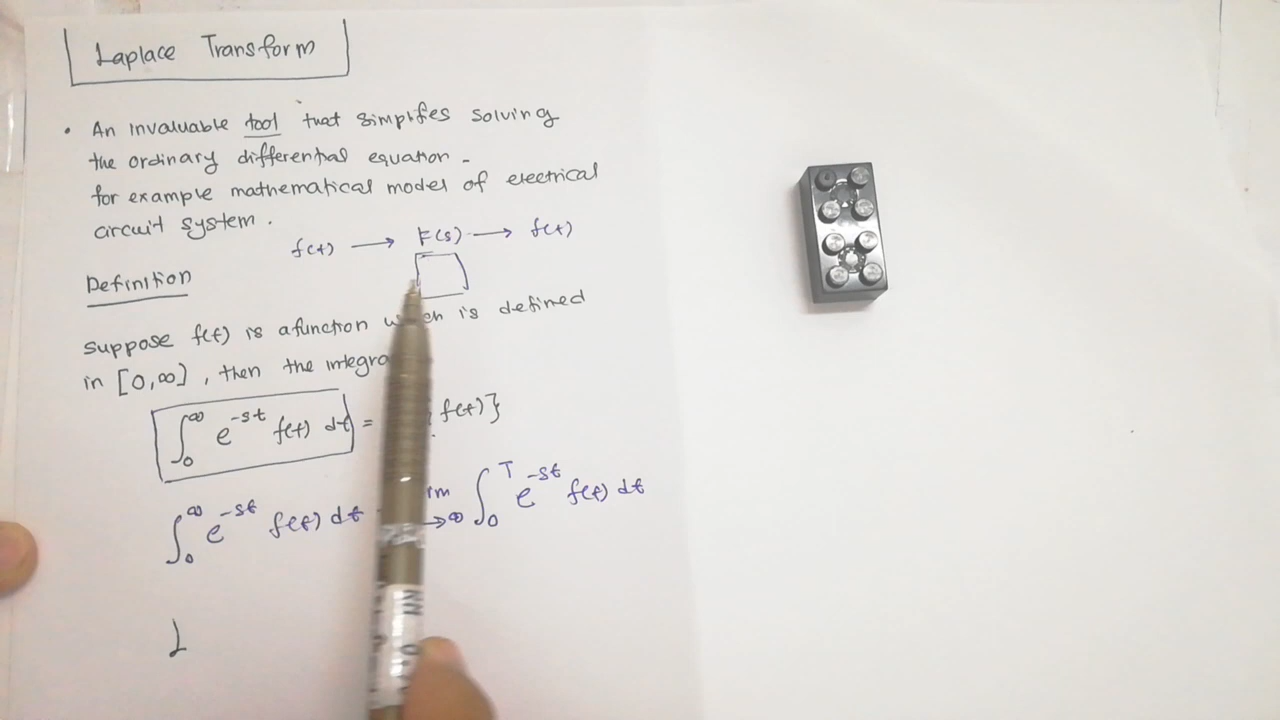 Laplace Transform
• An invaluable tool that simplifes solving
the ordinary differential equation -
for example mathematical model of electrical
circuit system.
f(t) → F(s) → f(t)
Definition
suppose f(t) is a function which is defined
in [0,∞], then the integra
∫₀^∞ e^-st f(t) dt = f(t)}
∫₀^∞ e^-st f(t) dt →∞ ∫₀^T e^-st f(t) dt
L